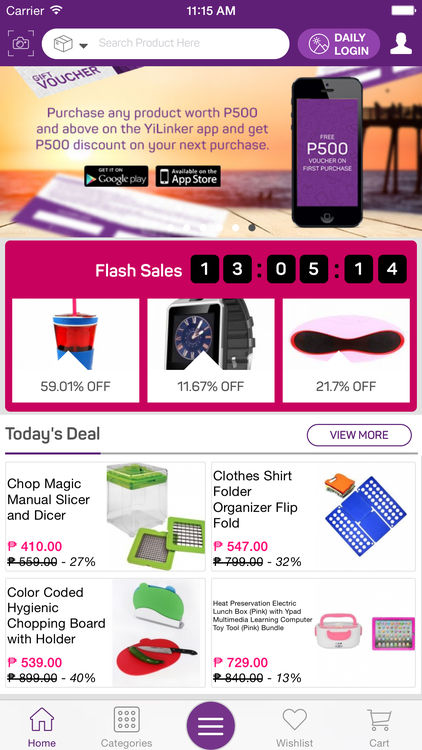 Carrier 11:15 AM
Search Product Here
DAILY
LOGIN
GIFT
VOUCHER
Purchase any product worth P500
and above on the YiLinker app and get
P500 discount on your next purchase.
GET IT ON
Google play
Available on the
App Store
FREE
P500
VOUCHER ON
FIRST PURCHASE
Flash Sales 13:05:14
59.01% OFF
11.67% OFF
21.7% OFF
Today's Deal
VIEW MORE
Chop Magic
Manual Slicer
and Dicer
₱ 410.00
₱ 559.00 - 27%
Clothes Shirt
Folder
Organizer Flip
Fold
₱ 547.00
₱ 799.00 - 32%
Color Coded
Hygienic
Chopping Board
with Holder
₱ 539.00
₱ 899.00 - 40%
Heat Preservation Electric
Lunch Box (Pink) with Ypad
Multimedia Learning Computer
Toy Tool (Pink) Bundle
₱ 729.00
₱ 840.00 - 13%
Home
Categories
Wishlist
Cart